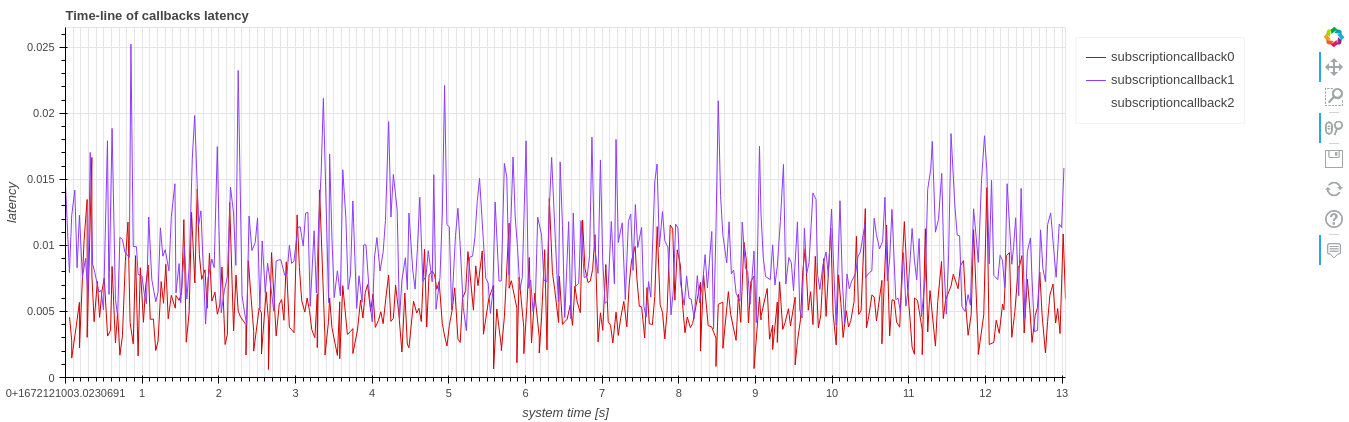 Time-line of callbacks latency
0.025
0.02
0.015
0.01
0.005
0
latency
0+1672121003.0230691 1 2 3 4 5 6 7 8 9 10 11 12 13
system time [s]
subscriptioncallback0
subscriptioncallback1
subscriptioncallback2